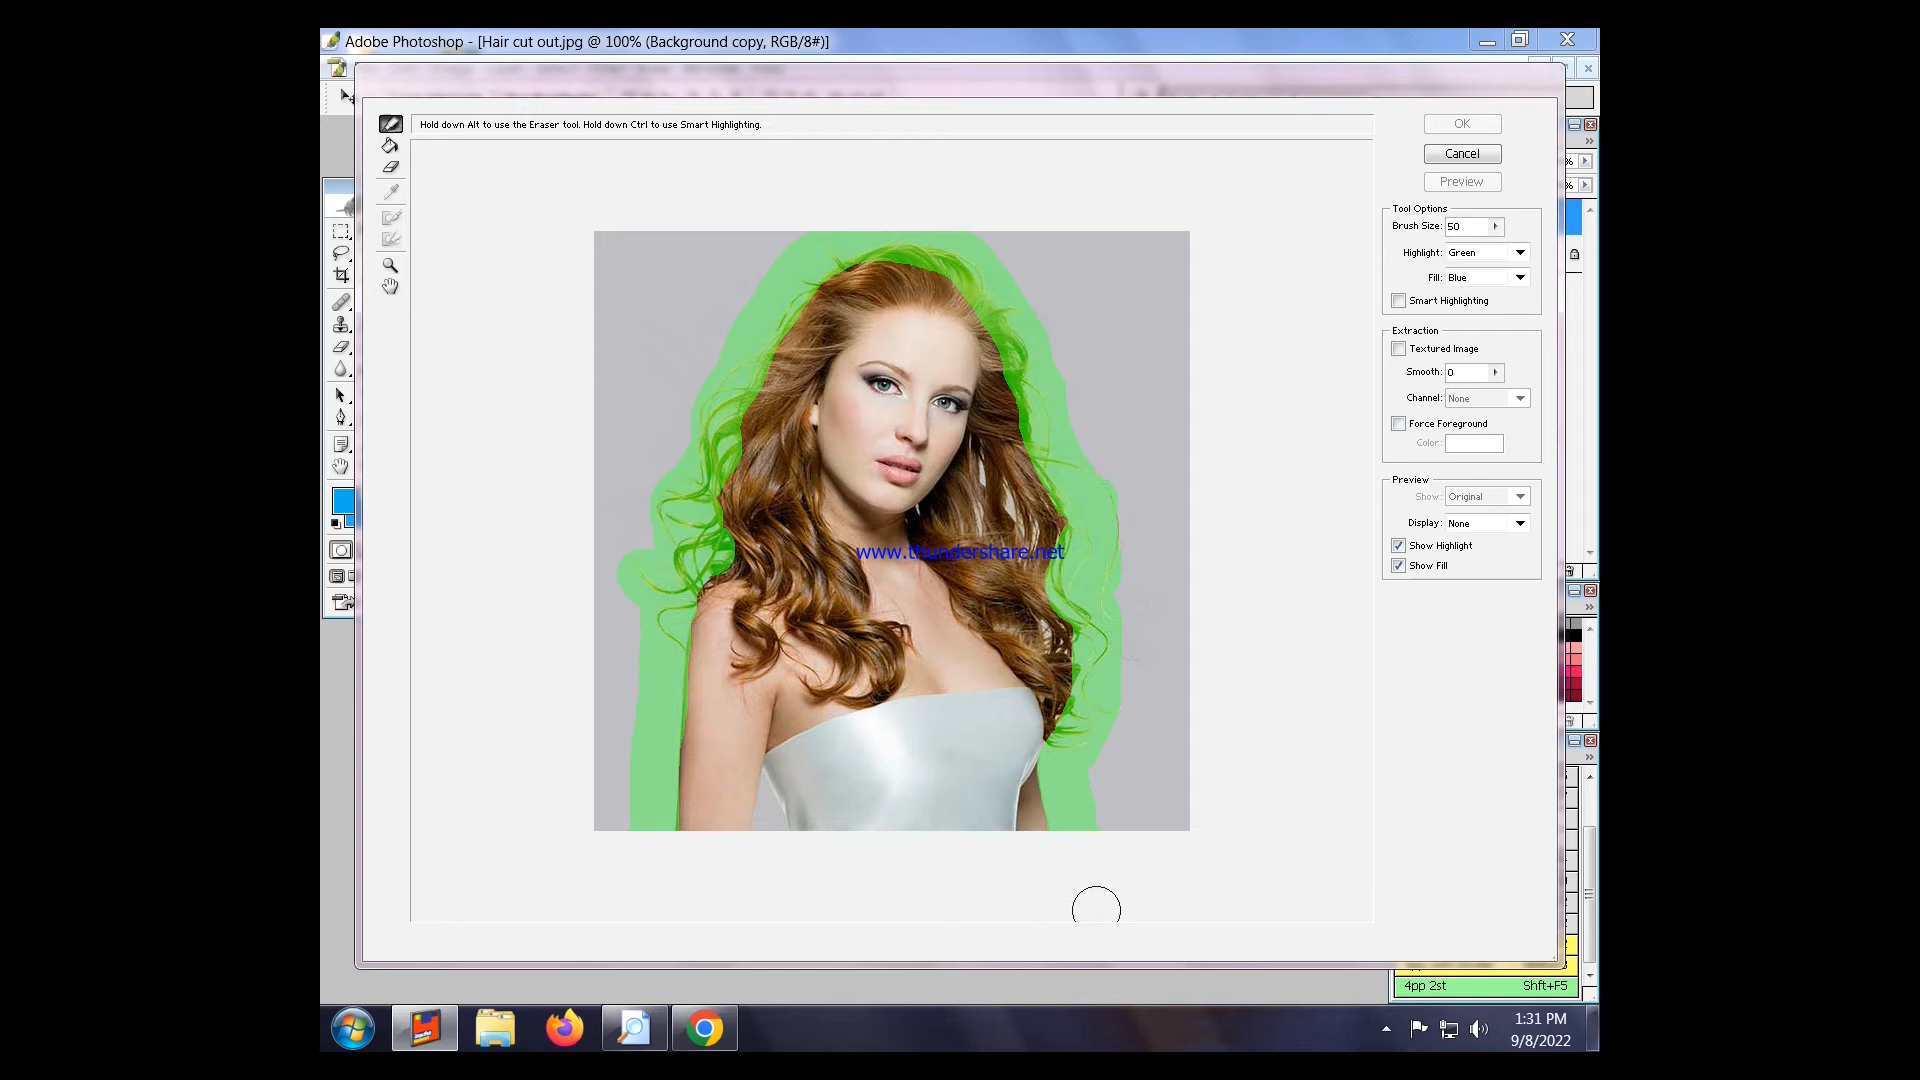 Adobe Photoshop - [Hair cut out.jpg @ 100% (Background copy, RGB/8#)]
Hold down Alt to use the Eraser tool. Hold down Ctrl to use Smart Highlighting.
OK
Cancel
Preview
Tool Options
Brush Size: 50
Highlight: Green
Fill: Blue
Smart Highlighting
Extraction
Textured Image
Smooth: 0
Channel: None
Force Foreground
Color:
Preview
Show: Original
Display: None
Show Highlight
Show Fill
%
%
www.thundershare.net
4pp 2st Shft+F5
1:31 PM
9/8/2022